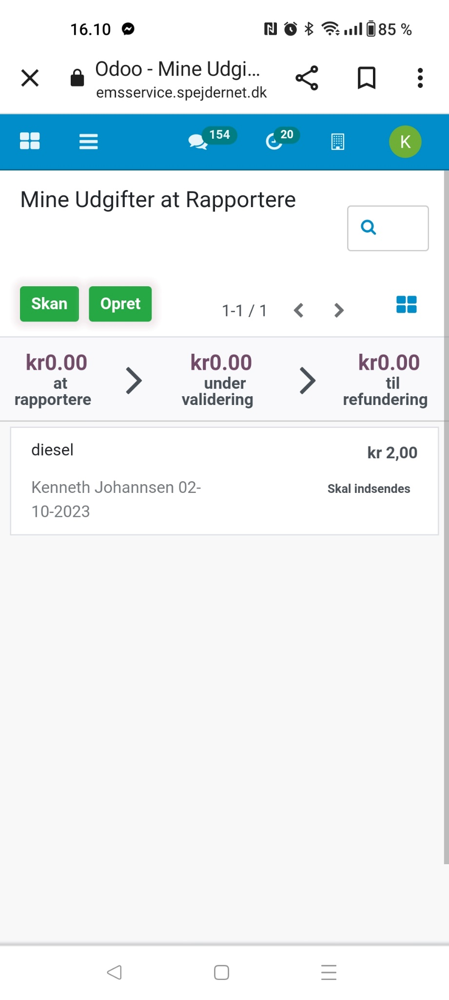 16.10
85 %
Odoo - Mine Udgi...
emsservice.spejdernet.dk
154
20
K
Mine Udgifter at Rapportere
Skan
Opret
1-1 / 1
kr0.00
at
rapportere
kr0.00
under
validering
kr0.00
til
refundering
diesel
kr 2,00
Kenneth Johannsen 02-
10-2023
Skal indsendes